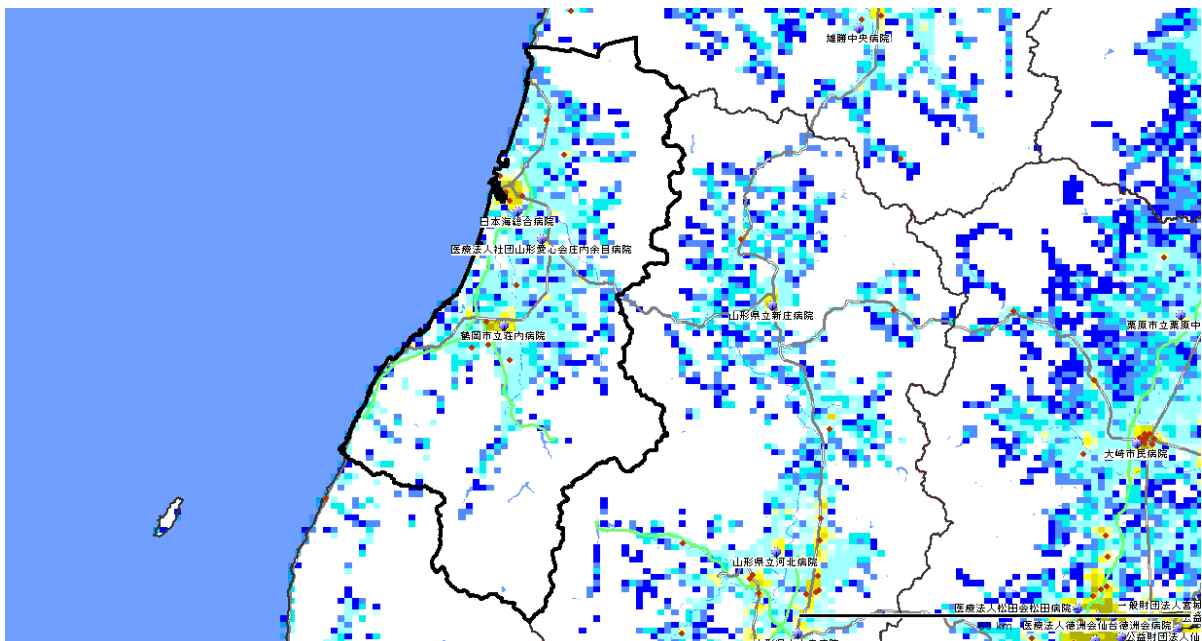 雄勝中央病院
日本海総合病院
医療法人社団山形愛心会庄内余目病院
山形県立新庄病院
栗原市立栗原中
鶴岡市立荘内病院
大崎市民病院
山形県立河北病院
医療法人松田会松田病院
一般財団法人宮城
医療法人徳洲会仙台徳洲会病院
公益財団法人